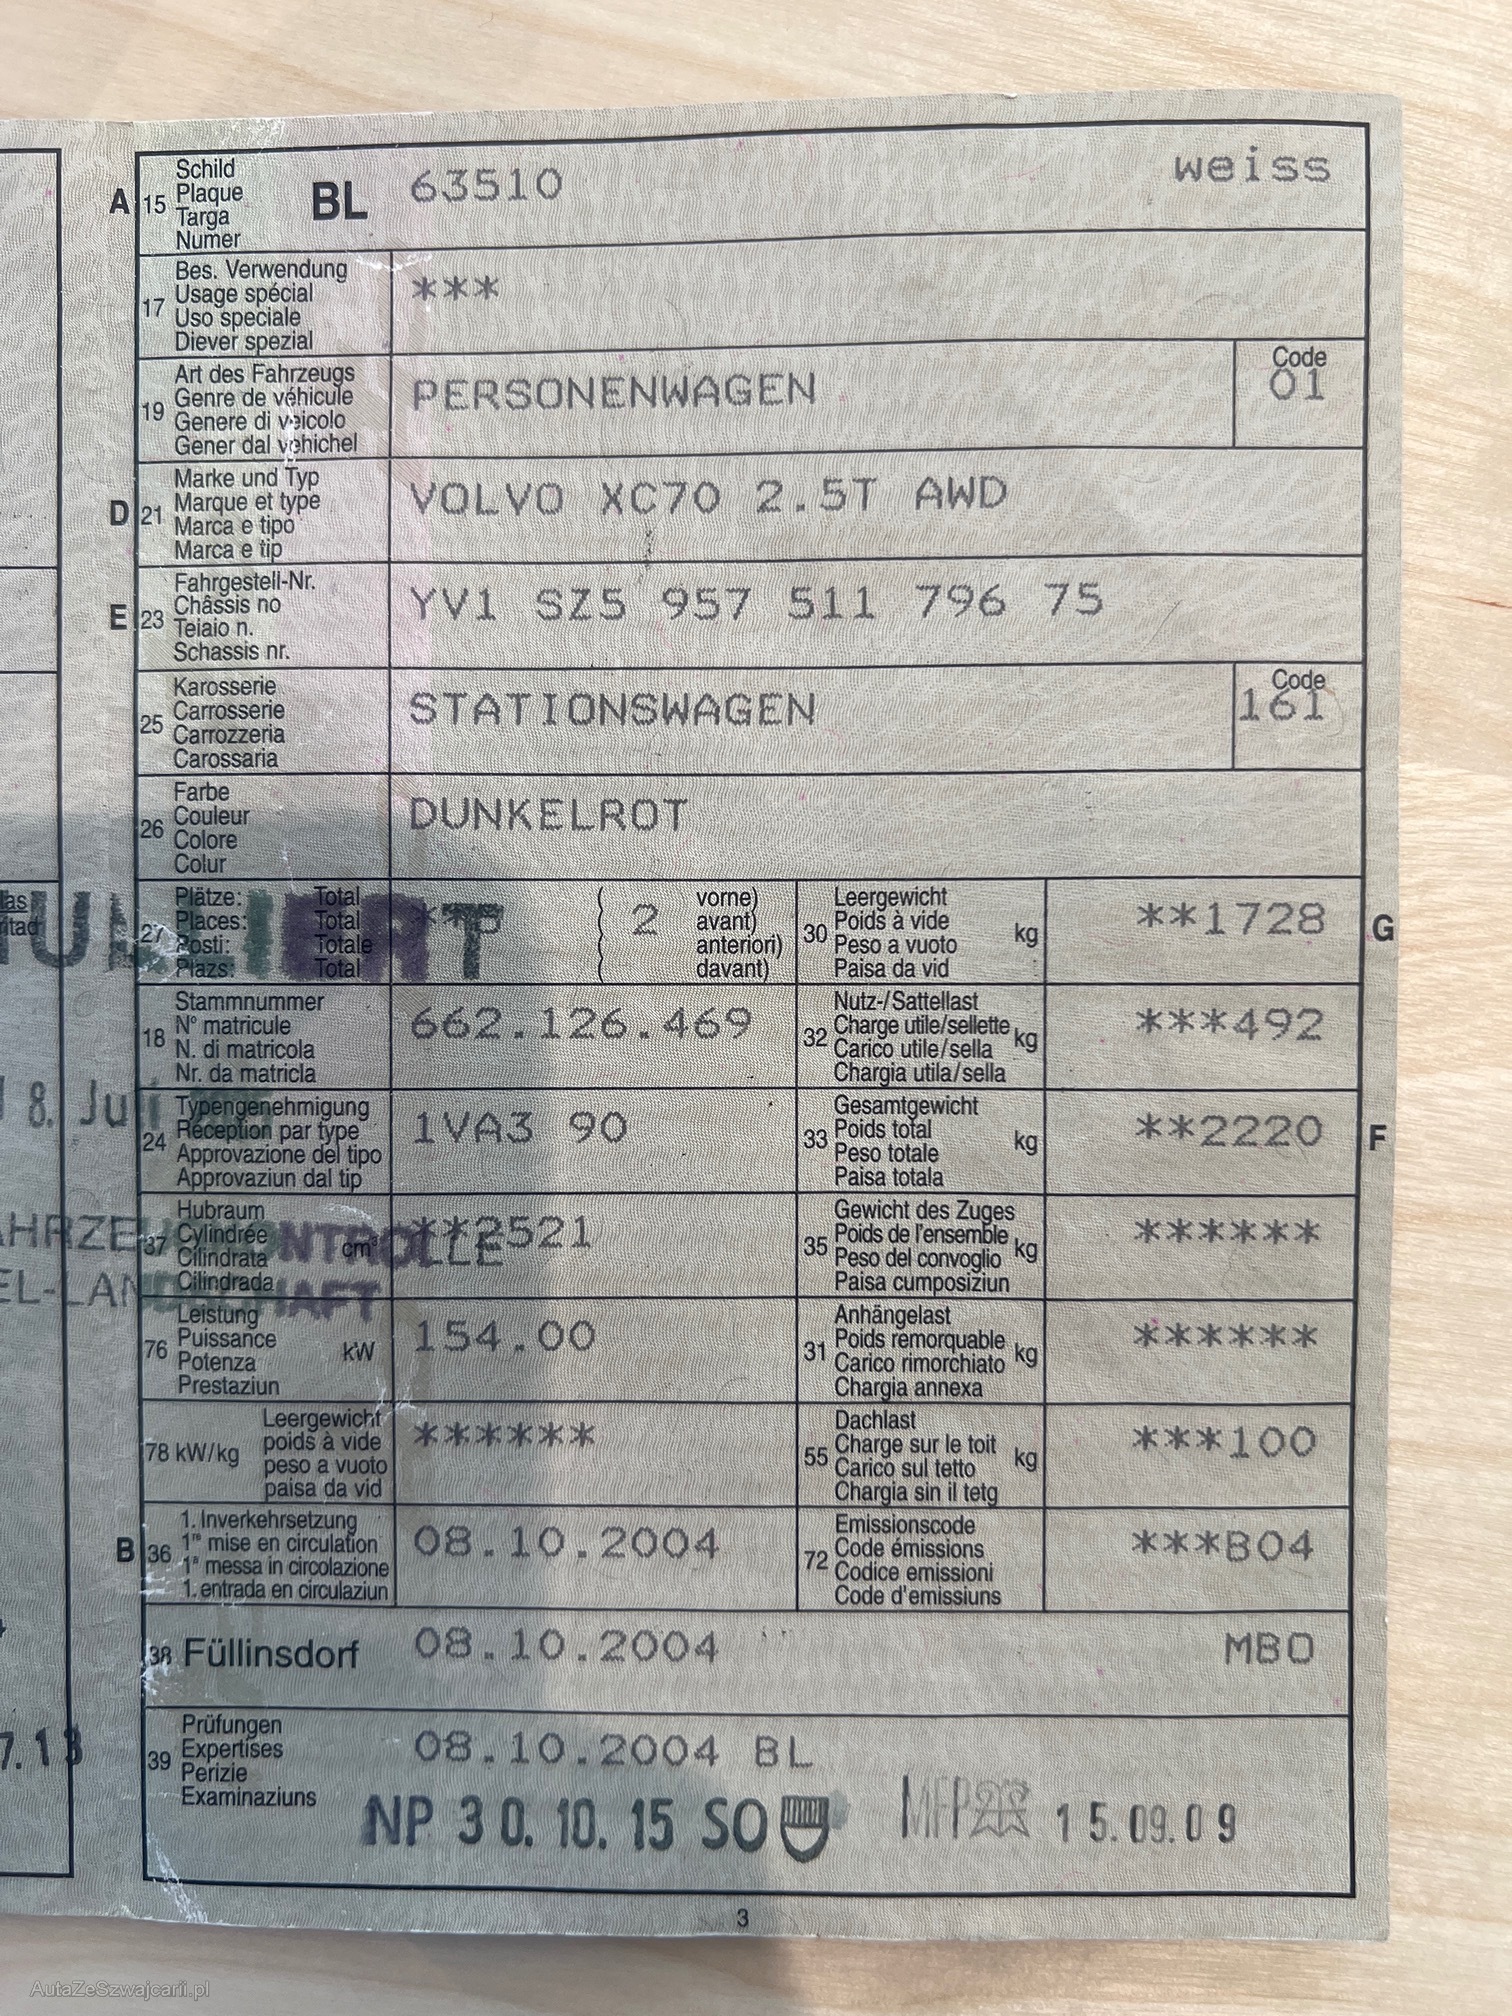 A 15 Schild
Plaque
Targa
Numer
BL 63510 weiss
17 Bes. Verwendung
Usage spécial
Uso speciale
Diever spezial
***
19 Art des Fahrzeugs
Genre de véhicule
Genere di veicolo
Gener dal vehichel
PERSONENWAGEN
Code
01
D 21 Marke und Typ
Marque et type
Marca e tipo
Marca e tip
VOLVO XC70 2.5T AWD
E 23 Fahrgestell-Nr.
Châssis no
Telaio n.
Schassis nr.
YV1 SZ5 957 511 796 75
25 Karosserie
Carrosserie
Carrozzeria
Carossaria
STATIONSWAGEN
Code
161
26 Farbe
Couleur
Colore
Colur
DUNKELROT
27 Plätze: Total
Places: Total
Posti: Totale
Plazs: Total
( 2 vorne)
avant)
anteriori)
davant)
30 Leergewicht
Poids à vide
Peso a vuoto
Paisa da vid
kg **1728 G
18 Stammnummer
N° matricule
N. di matricola
Nr. da matricla
662.126.469
32 Nutz-/Sattellast
Charge utile/sellette
Carico utile/sella
Chargia utila/sella
kg ***492
8. Juli
24 Typengenehmigung
Réception par type
Approvazione del tipo
Approvaziun dal tip
1VA3 90
33 Gesamtgewicht
Poids total
Peso totale
Paisa totala
kg **2220 F
37 Hubraum
Cylindrée
Cilindrata
Cilindrada
cm³ **2521
35 Gewicht des Zuges
Poids de l'ensemble
Peso del convoglio
Paisa cumposiziun
kg ******
76 Leistung
Puissance
Potenza
Prestaziun
kW 154.00
31 Anhängelast
Poids remorquable
Carico rimorchiato
Chargia annexa
kg ******
78 kW/kg Leergewicht
poids à vide
peso a vuoto
paisa da vid
******
55 Dachlast
Charge sur le toit
Carico sul tetto
Chargia sin il tetg
kg ***100
B 36 1. Inverkehrsetzung
1re mise en circulation
1a messa in circolazione
1. entrada en circulaziun
08.10.2004
72 Emissionscode
Code émissions
Codice emissioni
Code d'emissiuns
***B04
38 Füllinsdorf 08.10.2004 MBO
39 Prüfungen
Expertises
Perizie
Examinaziuns
08.10.2004 BL
NP 30.10.15 SO MFP 15.09.09
7.13
3
AutaZeSzwajcarii.pl